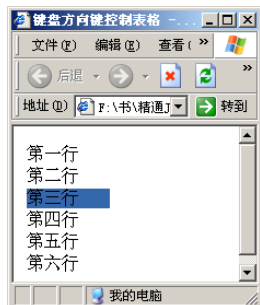 键盘方向键控制表格 -...
文件(F) 编辑(E) 查看( »
后退 »
地址(D) F:\书\精通J 转到
第一行
第二行
第三行
第四行
第五行
第六行
我的电脑